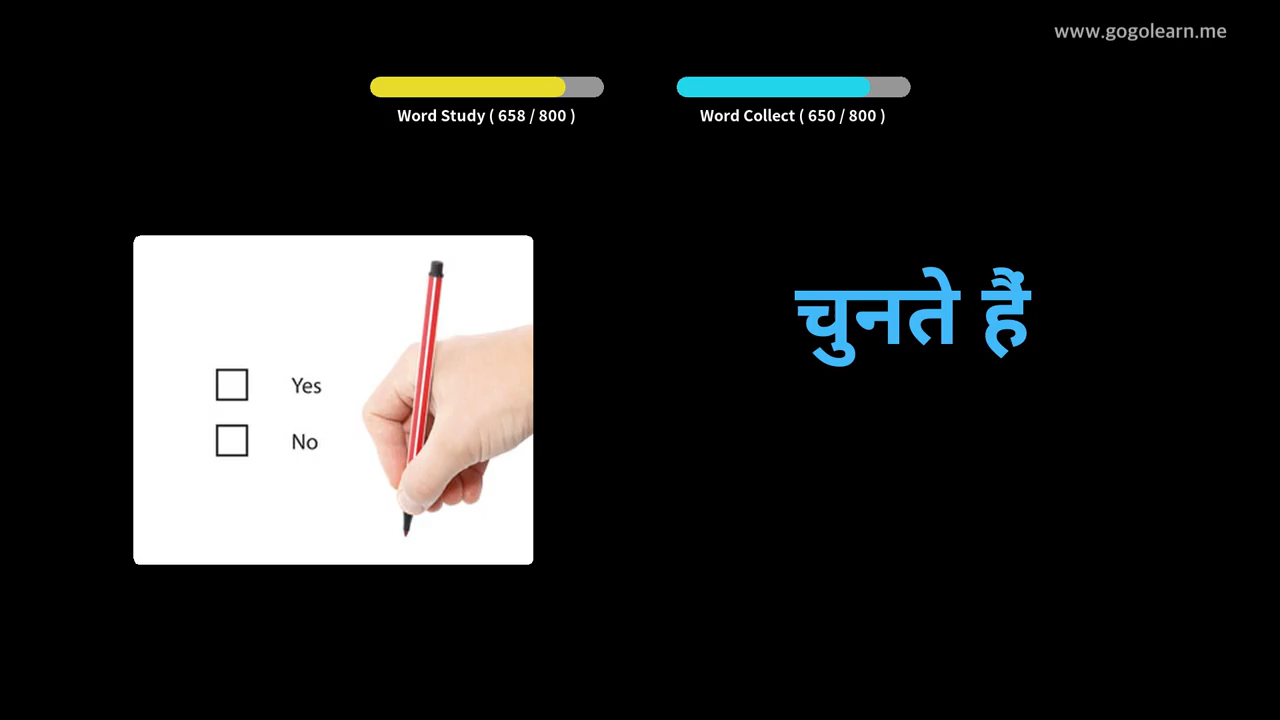 www.gogolearn.me
Word Study ( 658 / 800 )
Word Collect ( 650 / 800 )
चुनते हैं
Yes
No